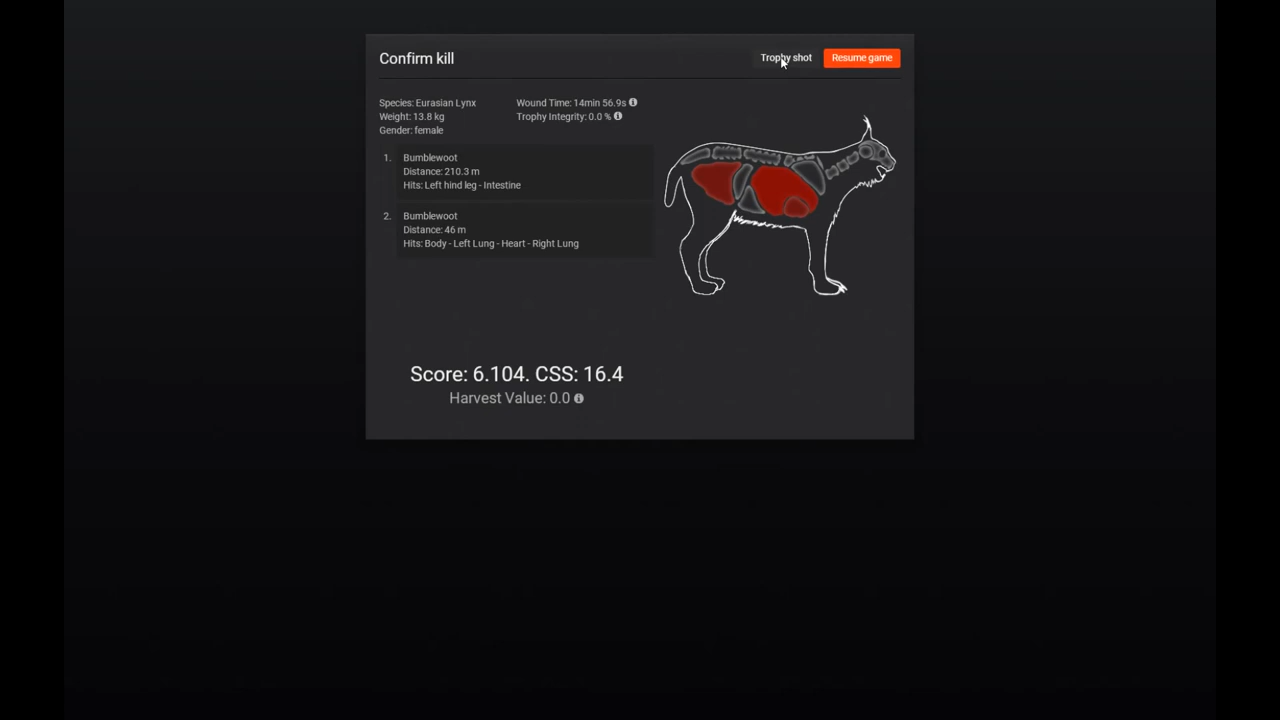 Confirm kill
Trophy shot
Resume game
Species: Eurasian Lynx
Weight: 13.8 kg
Gender: female
Wound Time: 14min 56.9s
Trophy Integrity: 0.0 %
1. Bumblewoot
Distance: 210.3 m
Hits: Left hind leg - Intestine
2. Bumblewoot
Distance: 46 m
Hits: Body - Left Lung - Heart - Right Lung
Score: 6.104. CSS: 16.4
Harvest Value: 0.0